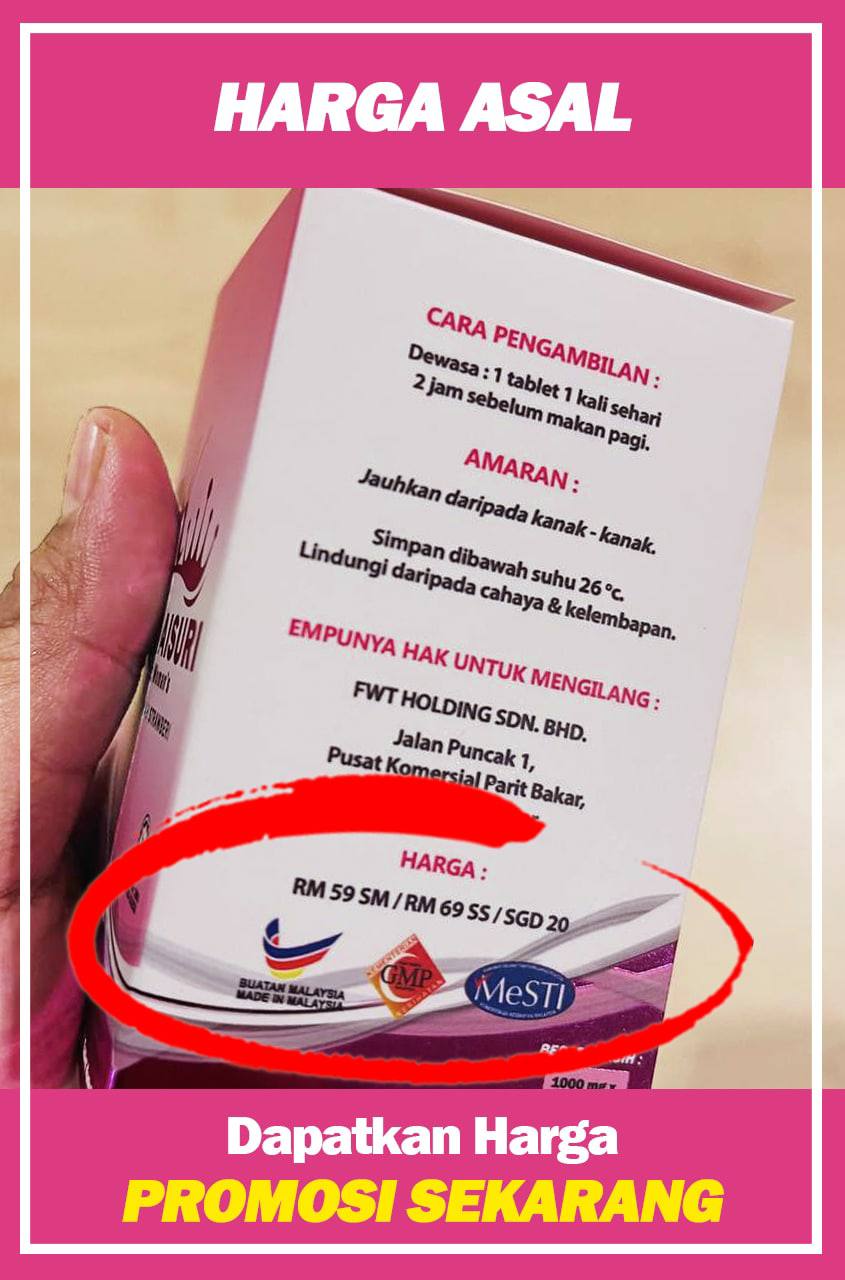 HARGA ASAL
CARA PENGAMBILAN :
Dewasa : 1 tablet 1 kali sehari
2 jam sebelum makan pagi.
AMARAN :
Jauhkan daripada kanak - kanak.
Simpan dibawah suhu 26 °c.
Lindungi daripada cahaya & kelembapan.
EMPUNYA HAK UNTUK MENGILANG :
FWT HOLDING SDN. BHD.
Jalan Puncak 1,
Pusat Komersial Parit Bakar,
HARGA :
RM 59 SM / RM 69 SS / SGD 20
BUATAN MALAYSIA
MADE IN MALAYSIA
KEMENTERIAN
GMP
KESIHATAN
MeSTI
1000 mg x
Dapatkan Harga
PROMOSI SEKARANG